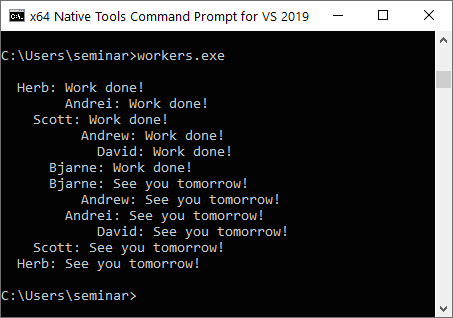 x64 Native Tools Command Prompt for VS 2019
C:\Users\seminar>workers.exe
  Herb: Work done!
        Andrei: Work done!
    Scott: Work done!
          Andrew: Work done!
            David: Work done!
      Bjarne: Work done!
      Bjarne: See you tomorrow!
          Andrew: See you tomorrow!
        Andrei: See you tomorrow!
            David: See you tomorrow!
    Scott: See you tomorrow!
  Herb: See you tomorrow!
C:\Users\seminar>